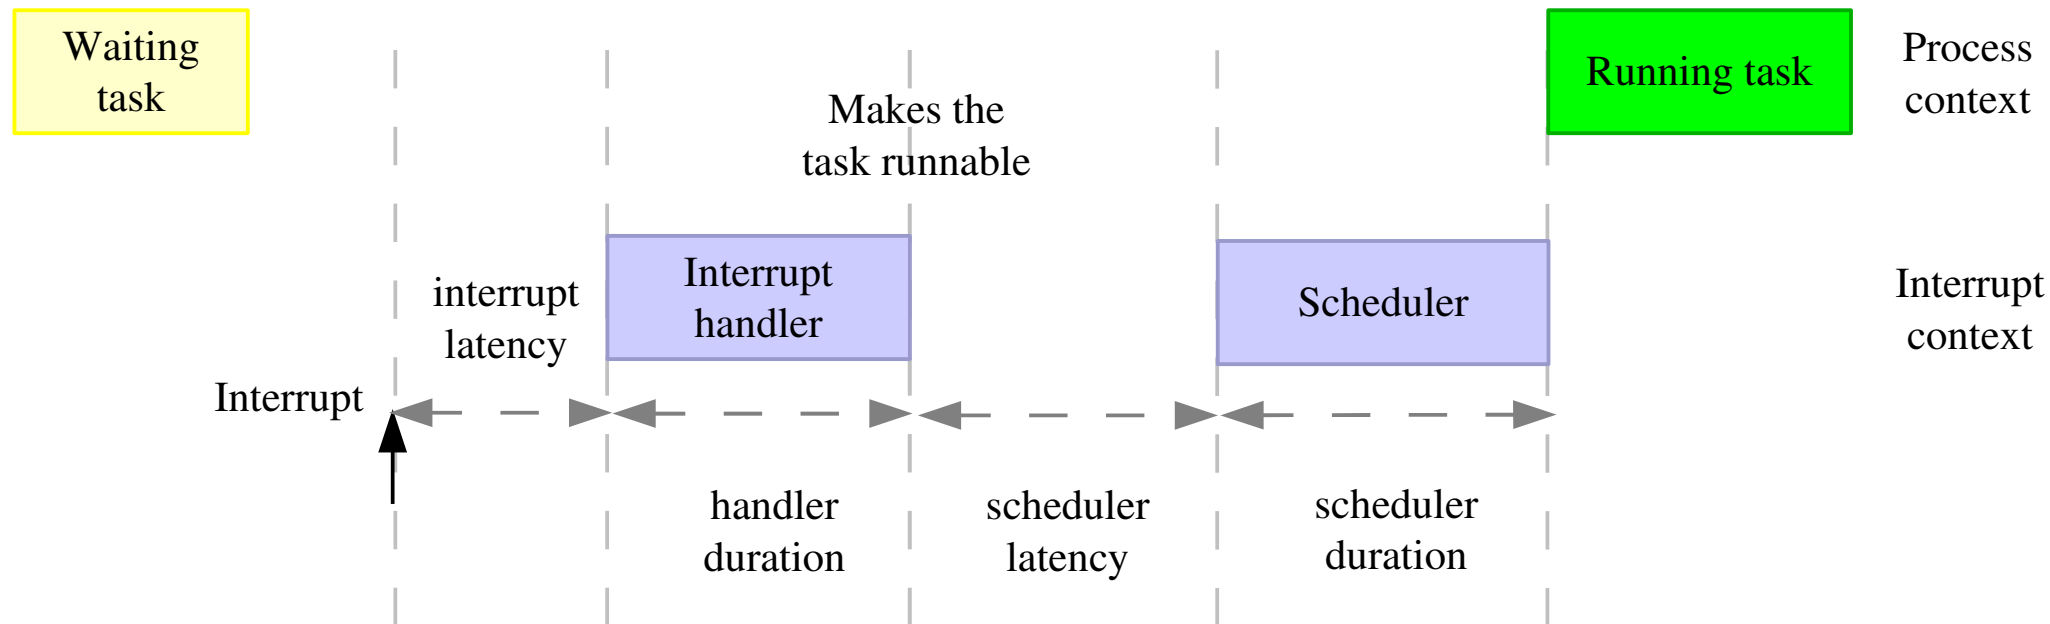 Waiting
task
Running task
Process
context
Makes the
task runnable
Interrupt
handler
Scheduler
Interrupt
context
interrupt
latency
Interrupt
handler
duration
scheduler
latency
scheduler
duration